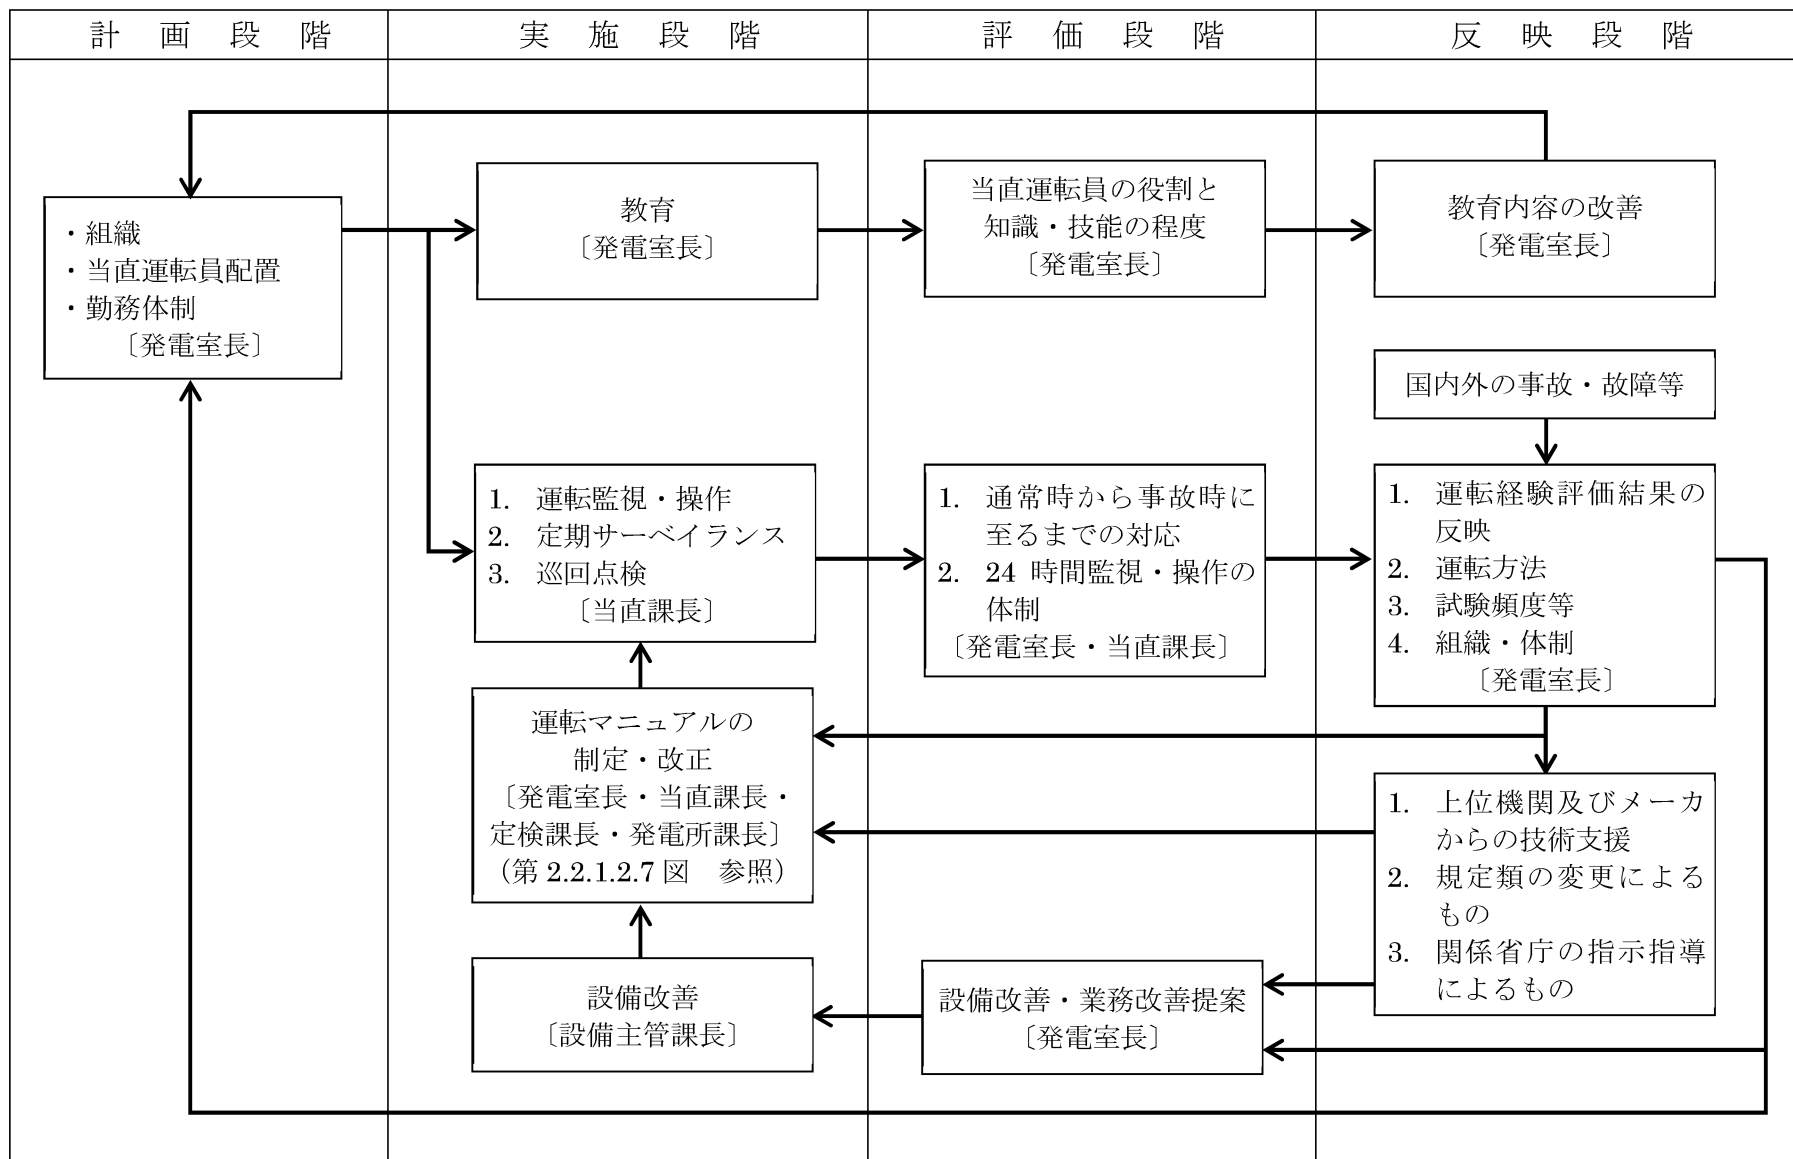 計画段階
実施段階
評価段階
反映段階
・組織
・当直運転員配置
・勤務体制
〔発電室長〕
教育
〔発電室長〕
当直運転員の役割と
知識・技能の程度
〔発電室長〕
教育内容の改善
〔発電室長〕
国内外の事故・故障等
1. 運転監視・操作
2. 定期サーベイランス
3. 巡回点検
〔当直課長〕
1. 通常時から事故時に
至るまでの対応
2. 24 時間監視・操作の
体制
〔発電室長・当直課長〕
1. 運転経験評価結果の
反映
2. 運転方法
3. 試験頻度等
4. 組織・体制
〔発電室長〕
運転マニュアルの
制定・改正
〔発電室長・当直課長・
定検課長・発電所課長〕
（第 2.2.1.2.7 図　参照）
1. 上位機関及びメーカ
からの技術支援
2. 規定類の変更による
もの
3. 関係省庁の指示指導
によるもの
設備改善
〔設備主管課長〕
設備改善・業務改善提案
〔発電室長〕